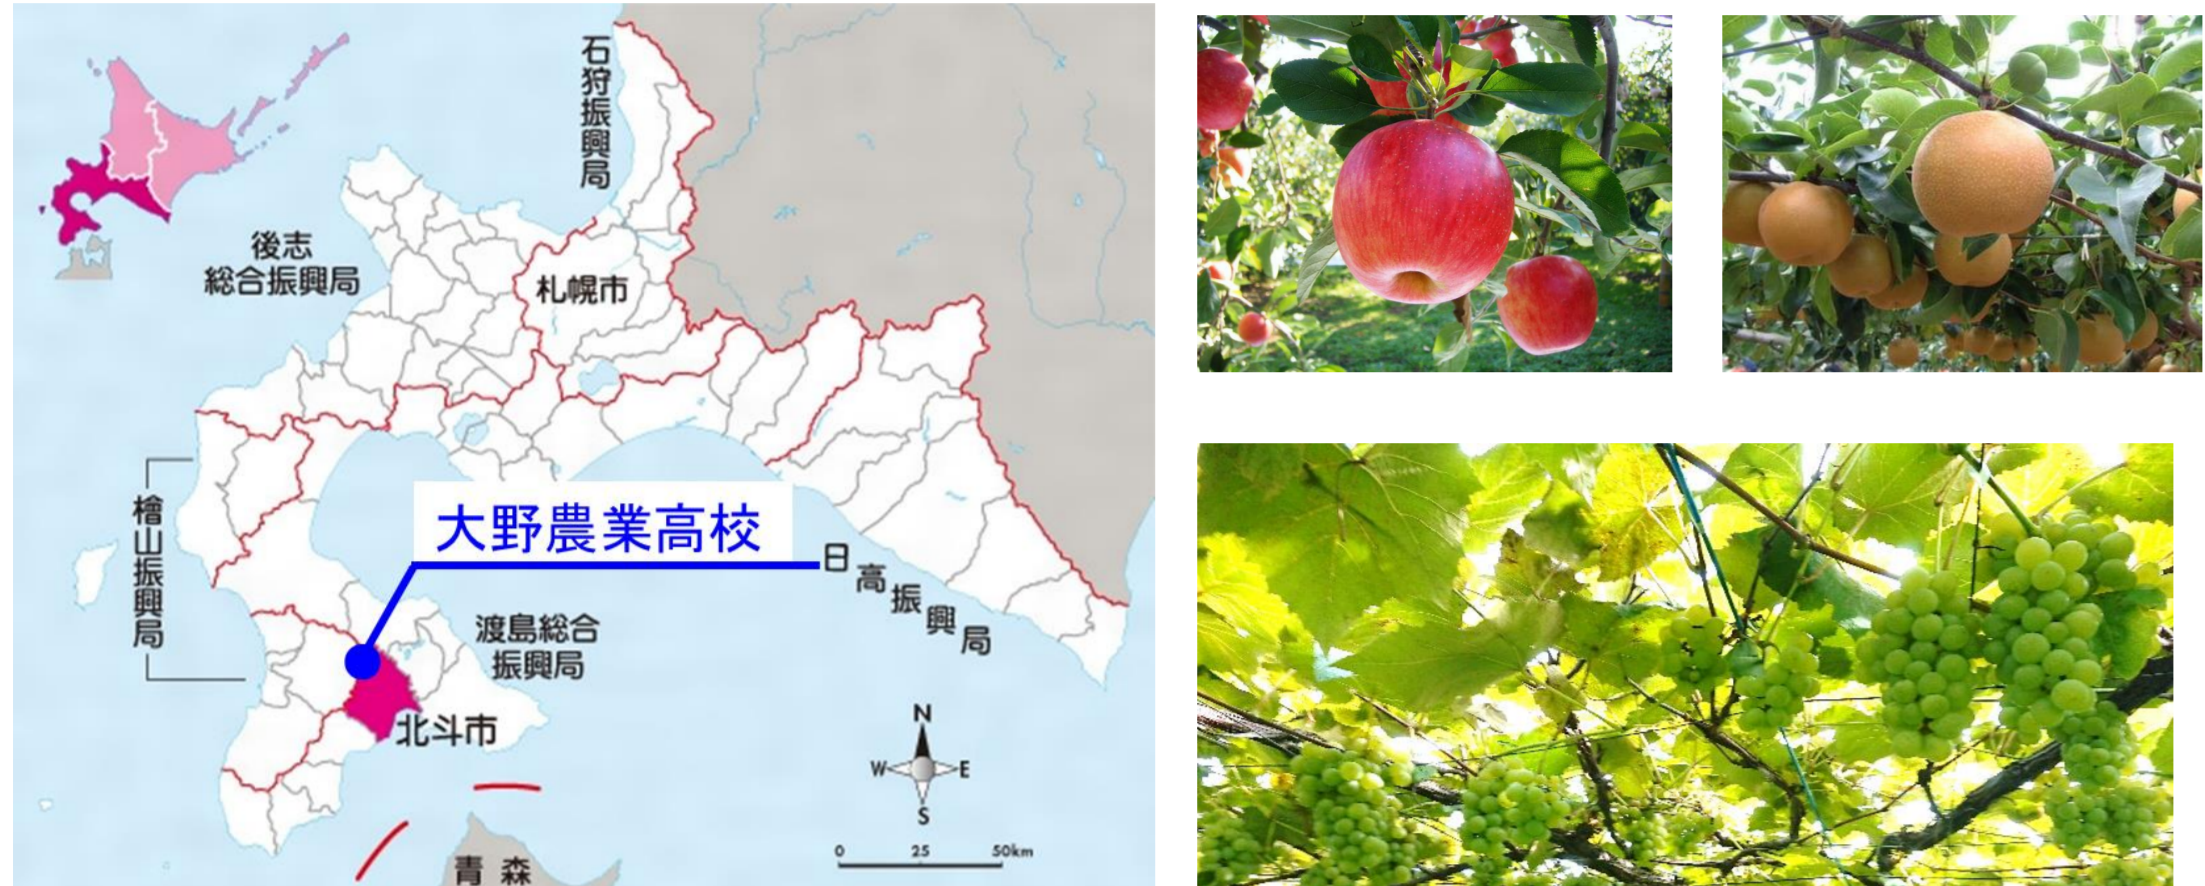 石狩振興局
後志
総合振興局
札幌市
大野農業高校
檜山振興局
日高振興局
渡島総合
振興局
北斗市
N
W E
S
0 25 50km
青森